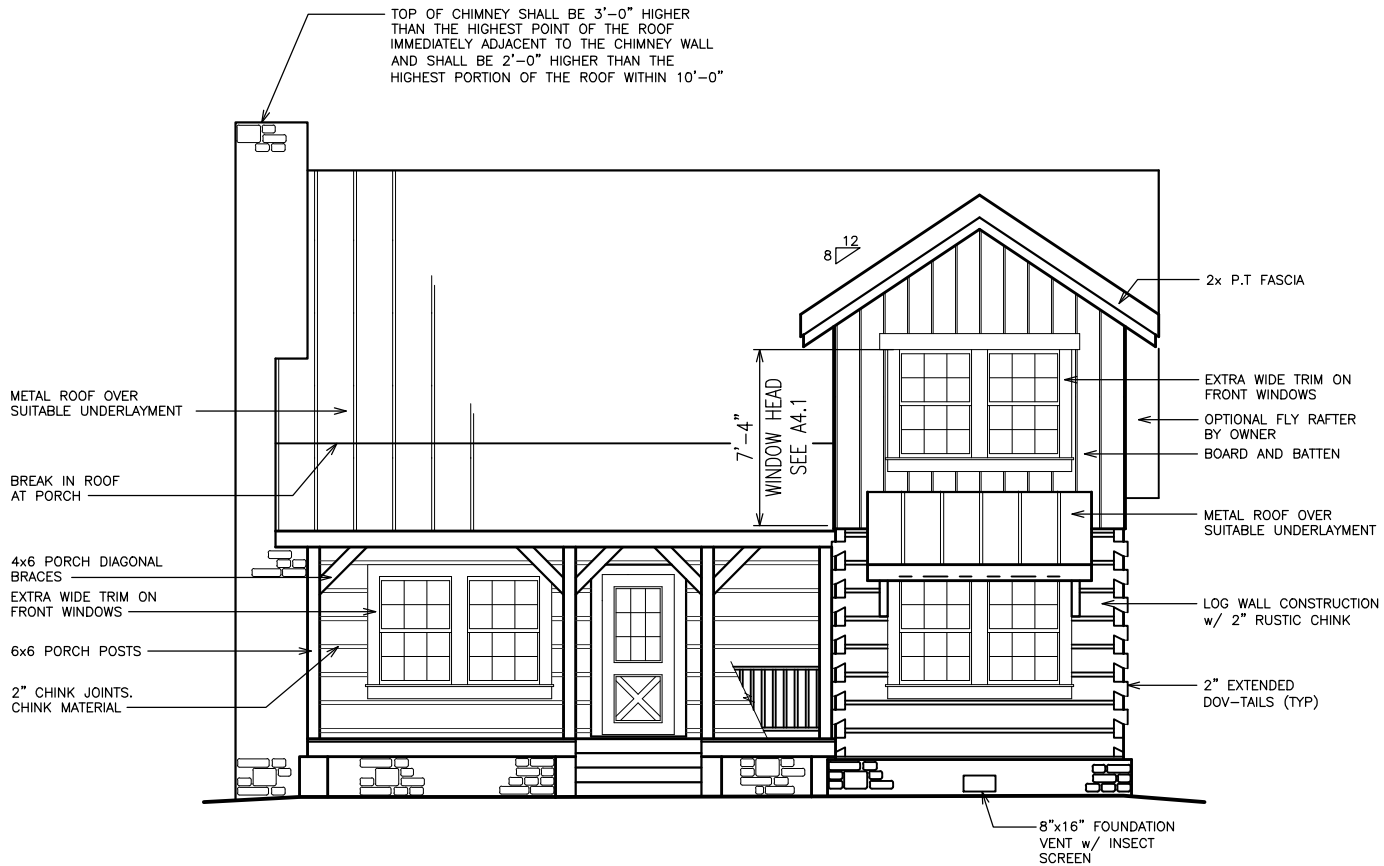 TOP OF CHIMNEY SHALL BE 3'-0" HIGHER
THAN THE HIGHEST POINT OF THE ROOF
IMMEDIATELY ADJACENT TO THE CHIMNEY WALL
AND SHALL BE 2'-0" HIGHER THAN THE
HIGHEST PORTION OF THE ROOF WITHIN 10'-0"
12
8
2x P.T FASCIA
METAL ROOF OVER
SUITABLE UNDERLAYMENT
BREAK IN ROOF
AT PORCH
4x6 PORCH DIAGONAL
BRACES
EXTRA WIDE TRIM ON
FRONT WINDOWS
6x6 PORCH POSTS
2" CHINK JOINTS.
CHINK MATERIAL
7'-4"
WINDOW HEAD
SEE A4.1
EXTRA WIDE TRIM ON
FRONT WINDOWS
OPTIONAL FLY RAFTER
BY OWNER
BOARD AND BATTEN
METAL ROOF OVER
SUITABLE UNDERLAYMENT
LOG WALL CONSTRUCTION
w/ 2" RUSTIC CHINK
2" EXTENDED
DOV-TAILS (TYP)
8"x16" FOUNDATION
VENT w/ INSECT
SCREEN